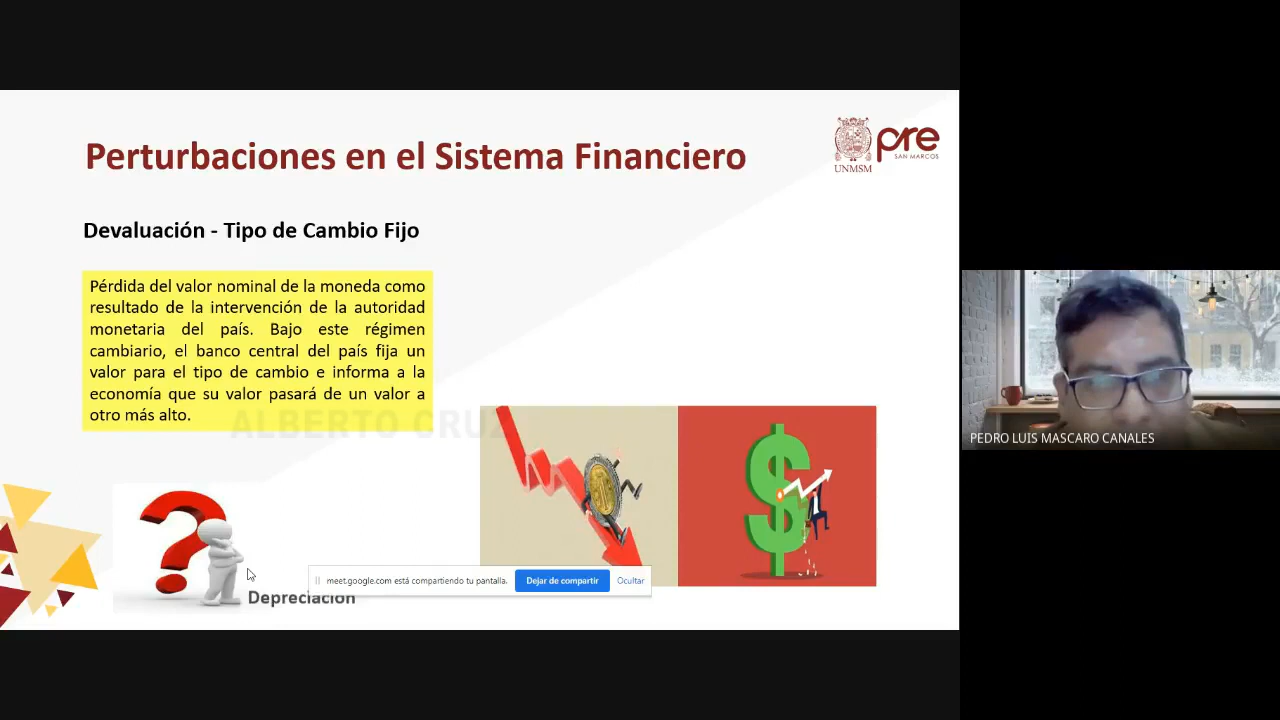 Perturbaciones en el Sistema Financiero
UNMSM
pre
SAN MARCOS
Devaluación - Tipo de Cambio Fijo
Pérdida del valor nominal de la moneda como
resultado de la intervención de la autoridad
monetaria del país. Bajo este régimen
cambiario, el banco central del país fija un
valor para el tipo de cambio e informa a la
economía que su valor pasará de un valor a
otro más alto.
ALBERTO CRUZ
PEDRO LUIS MASCARO CANALES
meet.google.com está compartiendo tu pantalla.
Dejar de compartir
Ocultar
Depreciación